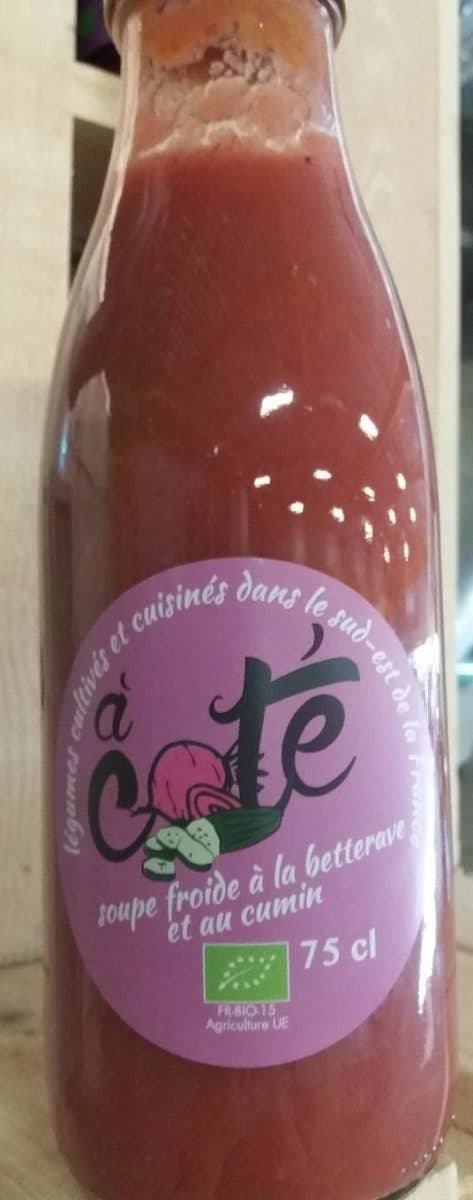 légumes cultivés et cuisinés dans le sud-est de la France
à
côté
soupe froide à la betterave
et au cumin
75 cl
FR-BIO-15
Agriculture UE